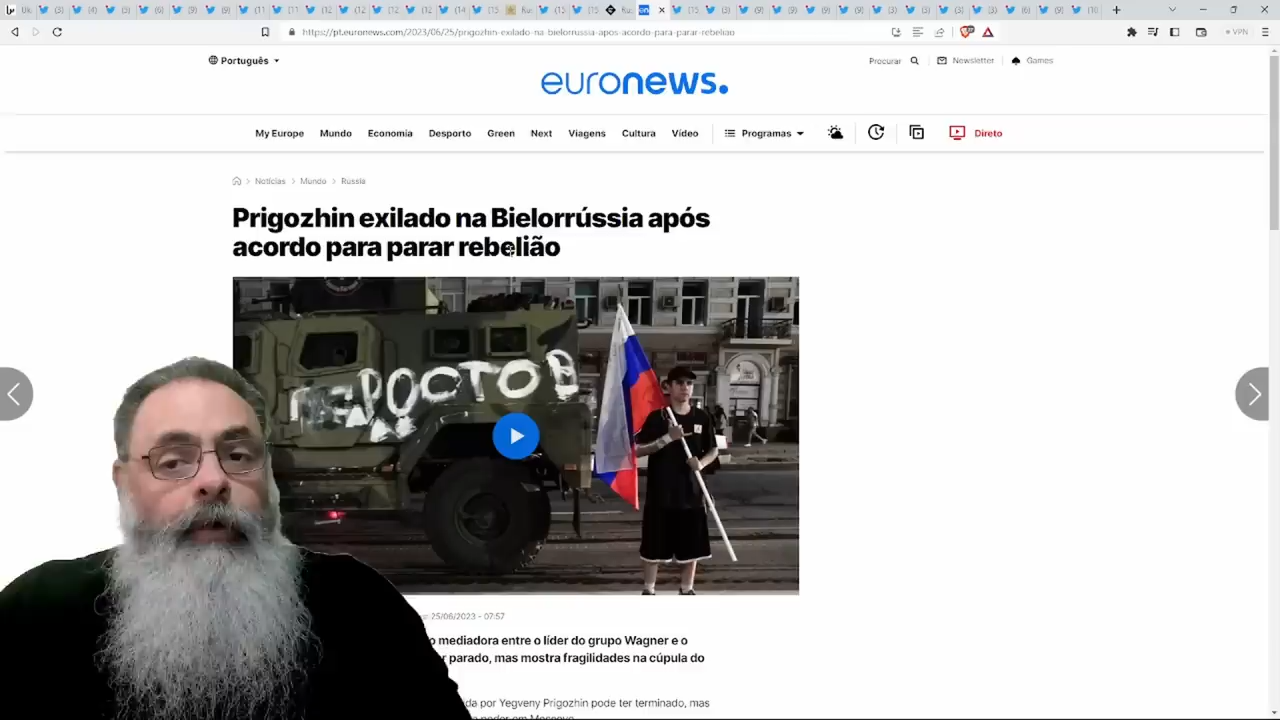 https://pt.euronews.com/2023/06/25/prigozhin-exilado-na-bielorrussia-apos-acordo-para-parar-rebeliao
VPN
Português
Procurar
Newsletter
Games
euronews.
My Europe Mundo Economia Desporto Green Next Viagens Cultura Vídeo Programas Direto
Notícias > Mundo > Russia
Prigozhin exilado na Bielorrússia após
acordo para parar rebelião
РОСТОВ
25/06/2023 - 07:57
mediadora entre o líder do grupo Wagner e o
parado, mas mostra fragilidades na cúpula do
por Yegveny Prigozhin pode ter terminado, mas